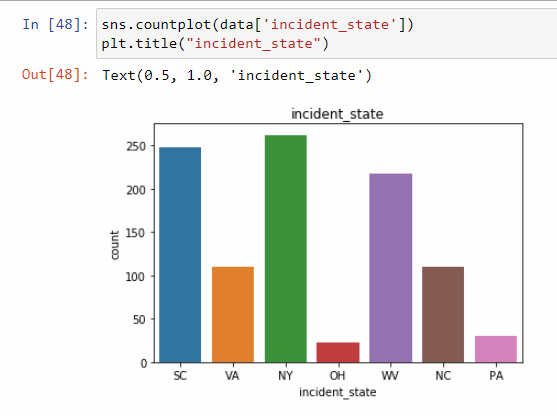 In [48]: sns.countplot(data['incident_state'])
plt.title("incident_state")
Out[48]: Text(0.5, 1.0, 'incident_state')
incident_state
250
200
150
100
50
0
count
SC VA NY OH WV NC PA
incident_state